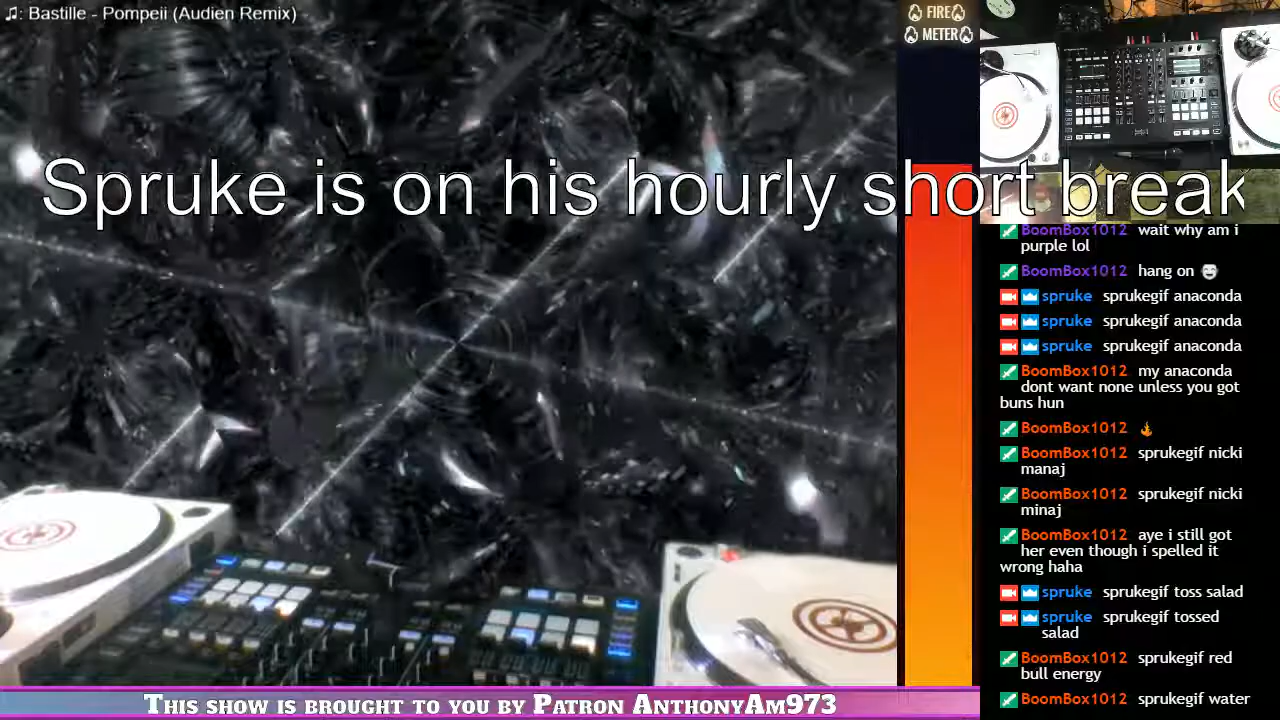 ♫: Bastille - Pompeii (Audien Remix)
FIRE
METER
Spruke is on his hourly short break
BoomBox1012 wait why am i
purple lol
BoomBox1012 hang on
spruke sprukegif anaconda
spruke sprukegif anaconda
spruke sprukegif anaconda
BoomBox1012 my anaconda
dont want none unless you got
buns hun
BoomBox1012
BoomBox1012 sprukegif nicki
manaj
BoomBox1012 sprukegif nicki
minaj
BoomBox1012 aye i still got
her even though i spelled it
wrong haha
spruke sprukegif toss salad
spruke sprukegif tossed
salad
BoomBox1012 sprukegif red
bull energy
BoomBox1012 sprukegif water
This show is brought to you by Patron AnthonyAm973